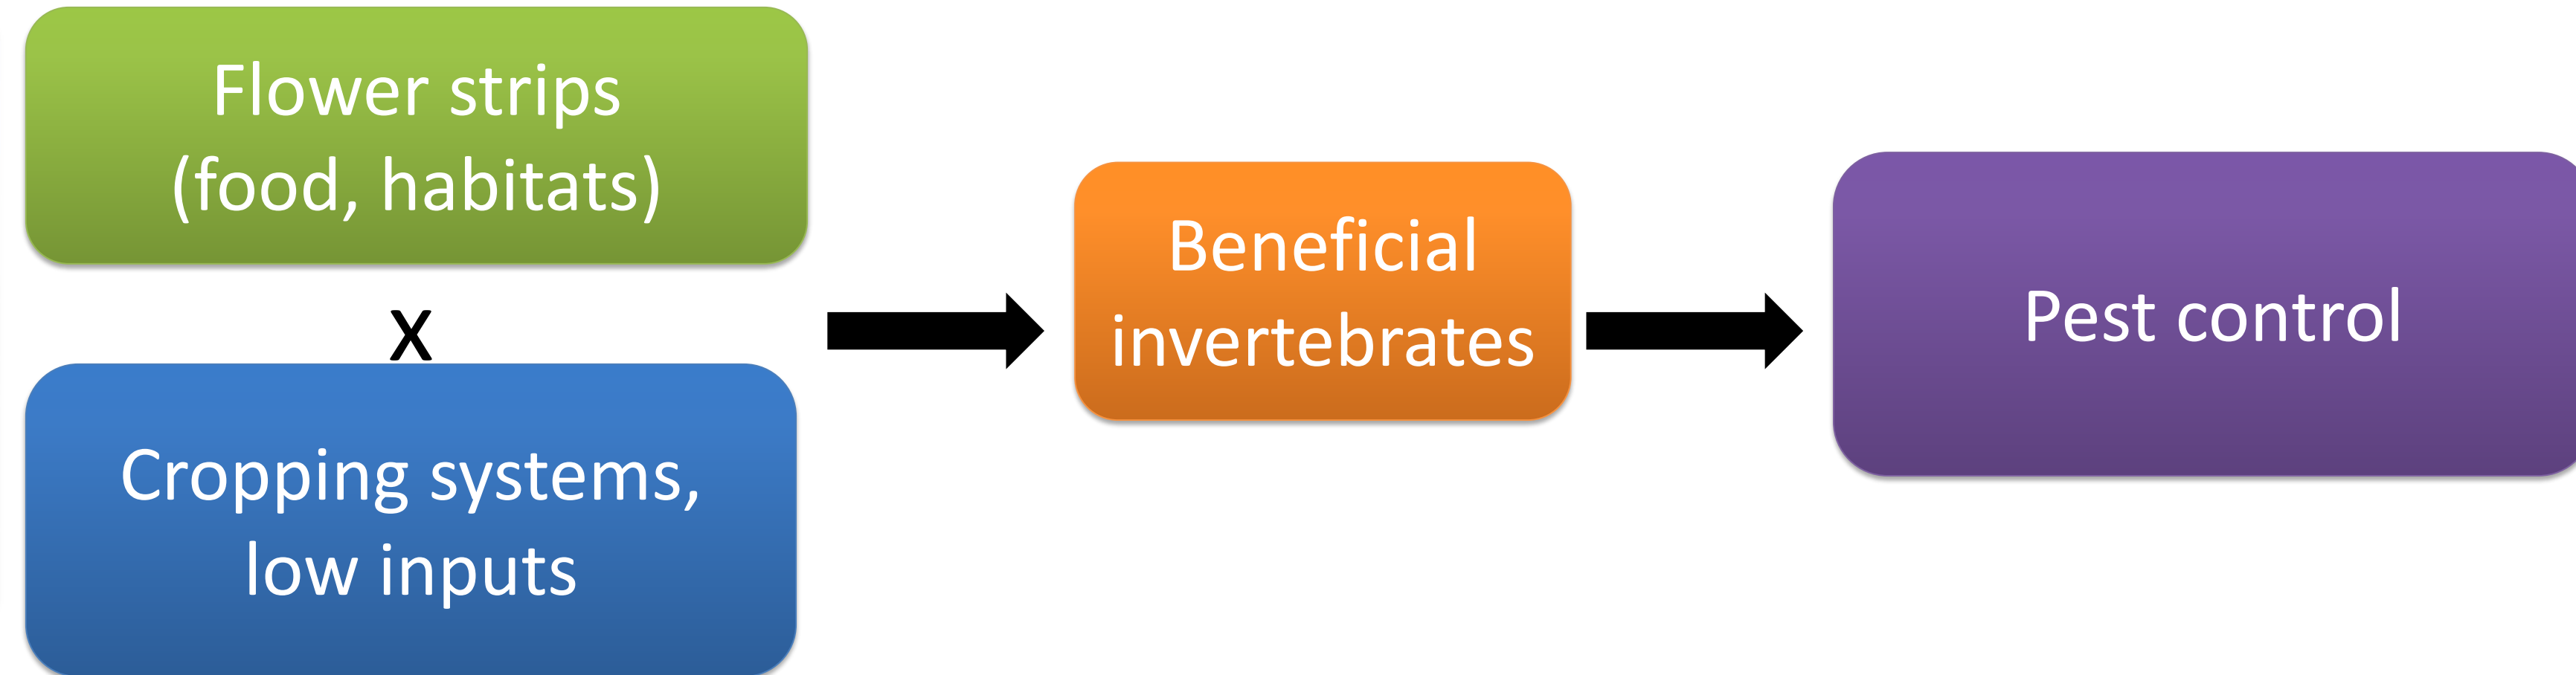 Flower strips
(food, habitats)
x
Cropping systems,
low inputs
Beneficial
invertebrates
Pest control